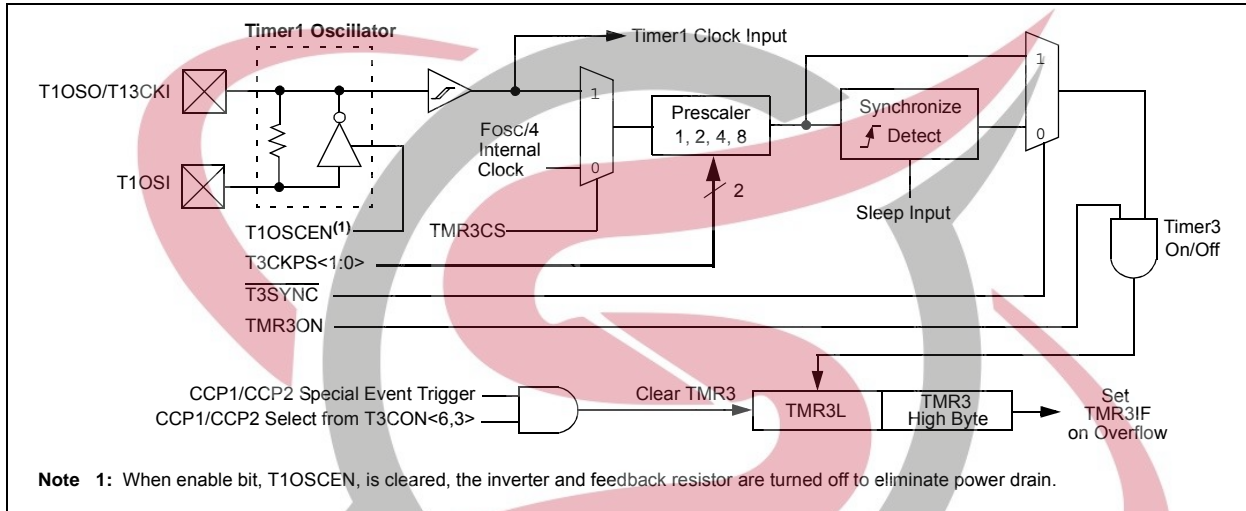 Timer1 Oscillator
Timer1 Clock Input
T1OSO/T13CKI
T1OSI
1
0
FOSC/4
Internal
Clock
Prescaler
1, 2, 4, 8
2
Synchronize
Detect
1
0
Sleep Input
T1OSCEN(1)
TMR3CS
T3CKPS<1:0>
T3SYNC
TMR3ON
Timer3
On/Off
CCP1/CCP2 Special Event Trigger
CCP1/CCP2 Select from T3CON<6,3>
Clear TMR3
TMR3L
TMR3
High Byte
Set
TMR3IF
on Overflow
Note 1: When enable bit, T1OSCEN, is cleared, the inverter and feedback resistor are turned off to eliminate power drain.